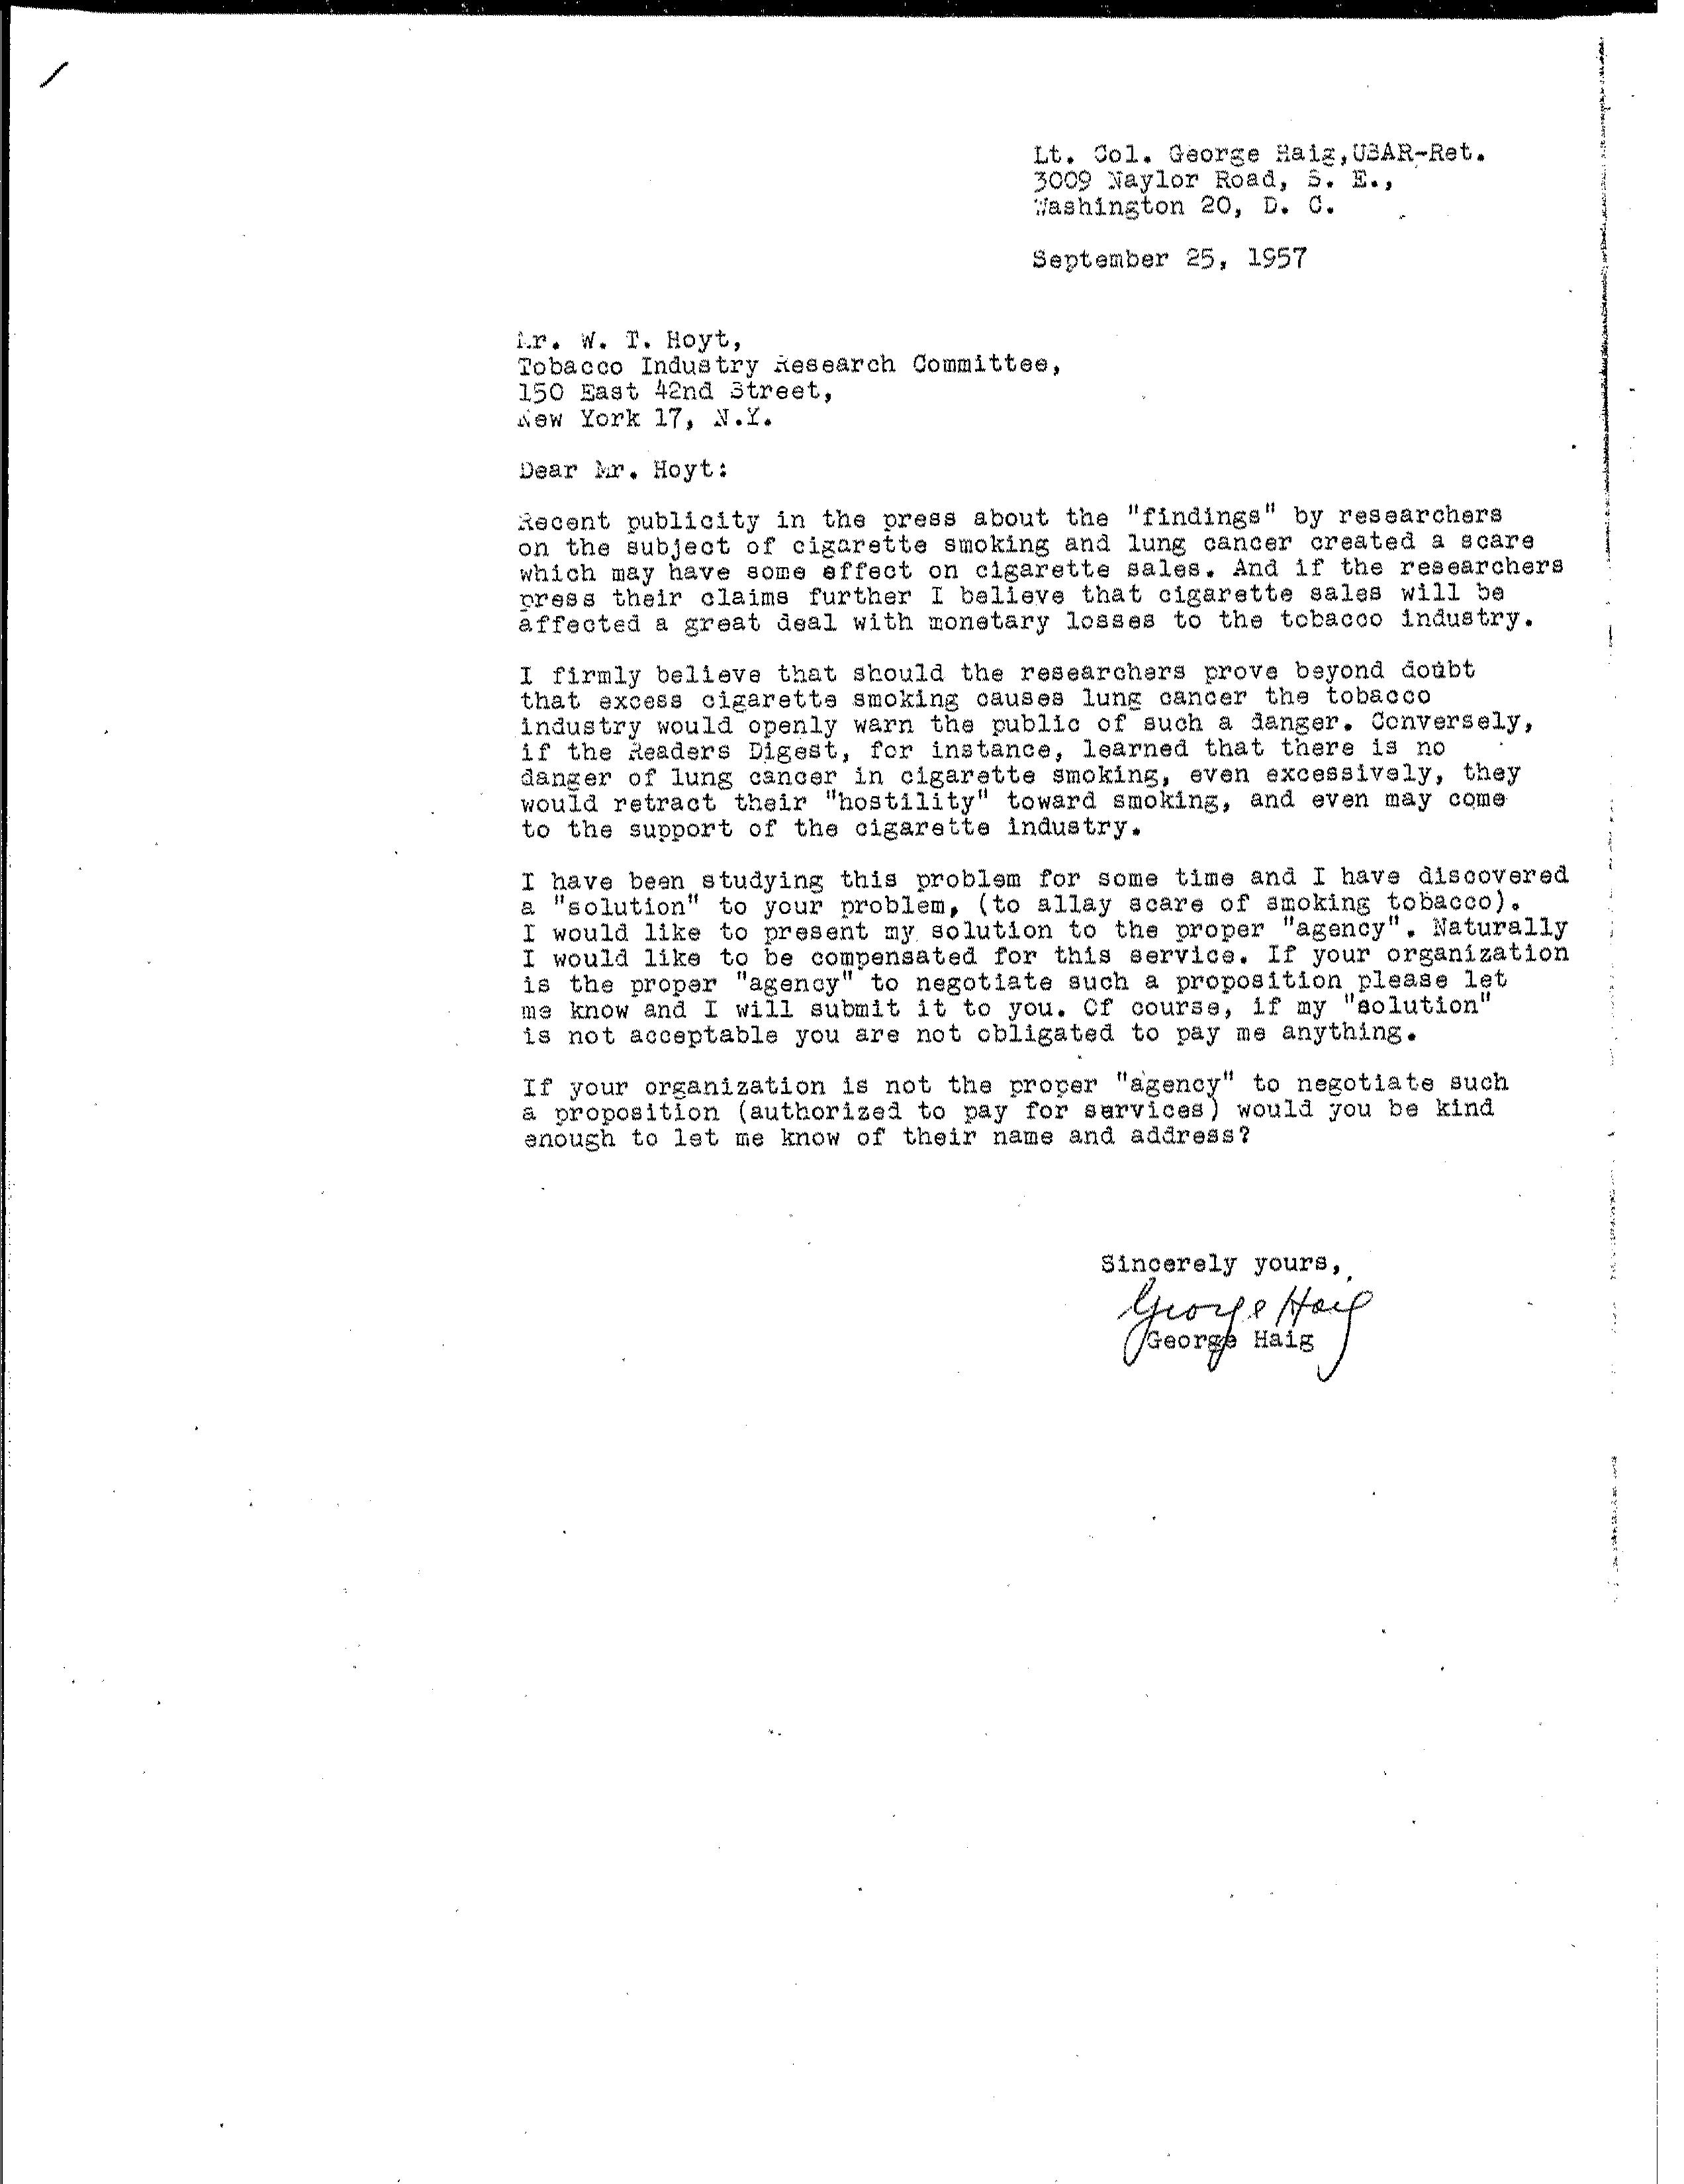 Lt. Col. George Haig,USAR-Ret.
3009 Naylor Road, S. E.,
Washington 20, D. C.
September 25, 1957
Mr. W. T. Hoyt,
Tobacco Industry Research Committee,
150 East 42nd Street,
New York 17, N.Y.
Dear Mr. Hoyt:
Recent publicity in the press about the "findings" by researchers
on the subject of cigarette smoking and lung cancer created a scare
which may have some effect on cigarette sales. And if the researchers
press their claims further I believe that cigarette sales will be
affected a great deal with monetary losses to the tobacco industry.
I firmly believe that should the researchers prove beyond doubt
that excess cigarette smoking causes lung cancer the tobacco
industry would openly warn the public of such a danger. Conversely,
if the Readers Digest, for instance, learned that there is no
danger of lung cancer in cigarette smoking, even excessively, they
would retract their "hostility" toward smoking, and even may come
to the support of the cigarette industry.
I have been studying this problem for some time and I have discovered
a "solution" to your problem, (to allay scare of smoking tobacco).
I would like to present my solution to the proper "agency". Naturally
I would like to be compensated for this service. If your organization
is the proper "agency" to negotiate such a proposition please let
me know and I will submit it to you. Of course, if my "solution"
is not acceptable you are not obligated to pay me anything.
If your organization is not the proper "agency" to negotiate such
a proposition (authorized to pay for services) would you be kind
enough to let me know of their name and address?
Sincerely yours,
George Haig
George Haig